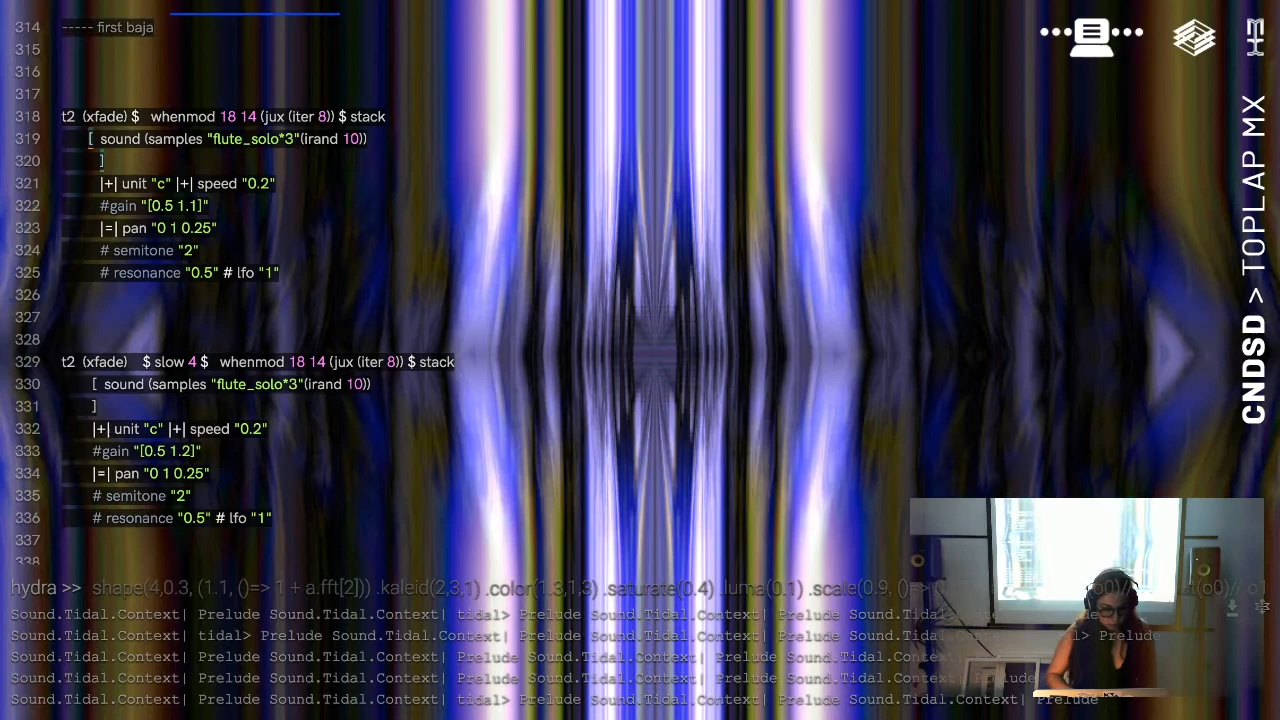 314 ----- first baja
315
316
317
318 t2 (xfade) $ whenmod 18 14 (jux (iter 8)) $ stack
319 [ sound (samples "flute_solo*3"(irand 10))
320 ]
321 |+| unit "c" |+| speed "0.2"
322 #gain "[0.5 1.1]"
323 |=| pan "0 1 0.25"
324 # semitone "2"
325 # resonance "0.5" # lfo "1"
326
327
328
329 t2 (xfade) $ slow 4 $ whenmod 18 14 (jux (iter 8)) $ stack
330 [ sound (samples "flute_solo*3"(irand 10))
331 ]
332 |+| unit "c" |+| speed "0.2"
333 #gain "[0.5 1.2]"
334 |=| pan "0 1 0.25"
335 # semitone "2"
336 # resonance "0.5" # lfo "1"
337
338
hydra >> shape(4,0.3, (1.1, ()=> 1 + a.fft[2])) .kaleid(2,3,1) .color(1.3,1,3) .saturate(0.4) .luma(0.1) .scale(0.9, ()=>
Sound.Tidal.Context| Prelude Sound.Tidal.Context| tidal> Prelude Sound.Tidal.Context| Prelude Sound.Tidal.Context| tidal>
Sound.Tidal.Context| tidal> Prelude Sound.Tidal.Context| Prelude Sound.Tidal.Context| Prelude Sound.Tidal.Context| tidal> Prelude
Sound.Tidal.Context| Prelude Sound.Tidal.Context| Prelude Sound.Tidal.Context| Prelude Sound.Tidal.Context|
Sound.Tidal.Context| Prelude Sound.Tidal.Context| Prelude Sound.Tidal.Context| Prelude Sound.Tidal.Context| Prelude
Sound.Tidal.Context| Prelude Sound.Tidal.Context| tidal> Prelude Sound.Tidal.Context| Prelude Sound.Tidal.Context| Prelude
CNDSD > TOPLAP MX